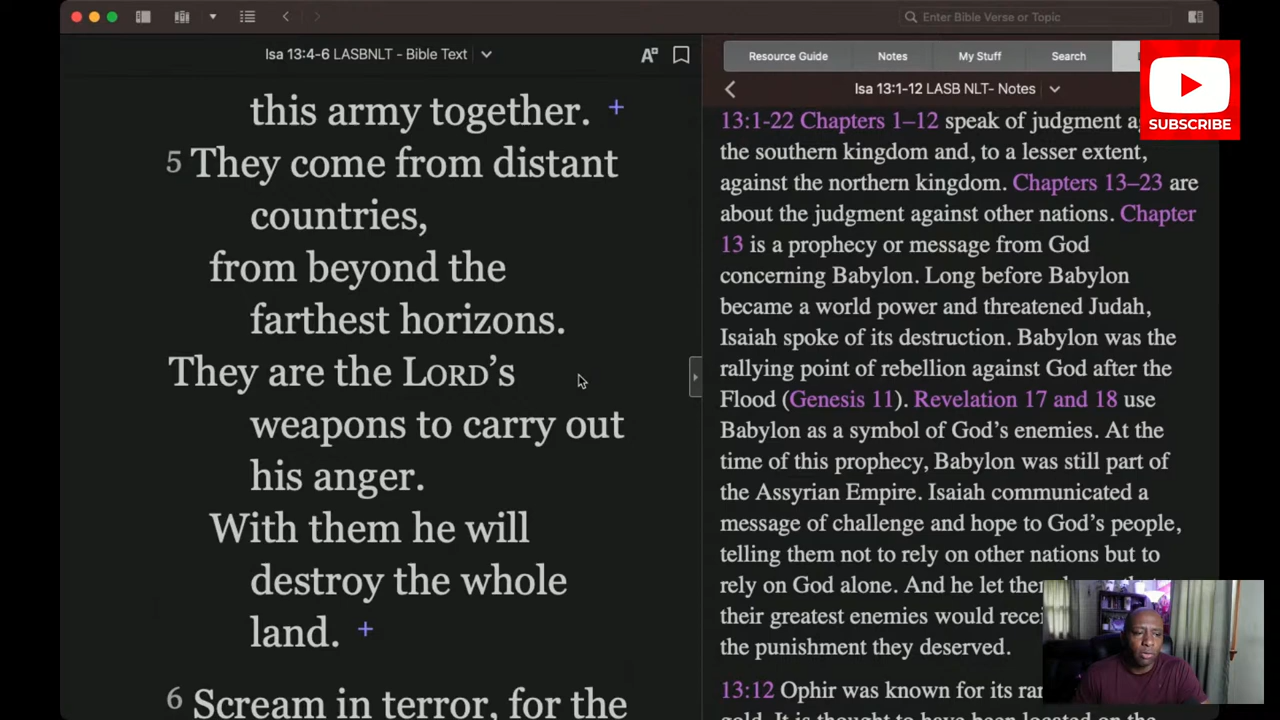 Enter Bible Verse or Topic
Isa 13:4-6 LASBNLT - Bible Text
this army together. +
5 They come from distant
countries,
from beyond the
farthest horizons.
They are the LORD’s
weapons to carry out
his anger.
With them he will
destroy the whole
land. +
6 Scream in terror, for the
Resource Guide
Notes
My Stuff
Search
Isa 13:1-12 LASB NLT- Notes
13:1-22 Chapters 1–12 speak of judgment
the southern kingdom and, to a lesser extent,
against the northern kingdom. Chapters 13–23 are
about the judgment against other nations. Chapter
13 is a prophecy or message from God
concerning Babylon. Long before Babylon
became a world power and threatened Judah,
Isaiah spoke of its destruction. Babylon was the
rallying point of rebellion against God after the
Flood (Genesis 11). Revelation 17 and 18 use
Babylon as a symbol of God’s enemies. At the
time of this prophecy, Babylon was still part of
the Assyrian Empire. Isaiah communicated a
message of challenge and hope to God’s people,
telling them not to rely on other nations but to
rely on God alone. And he let
their greatest enemies would
the punishment they deserved.
13:12 Ophir was known for its
gold. It is thought to have been located on the
SUBSCRIBE